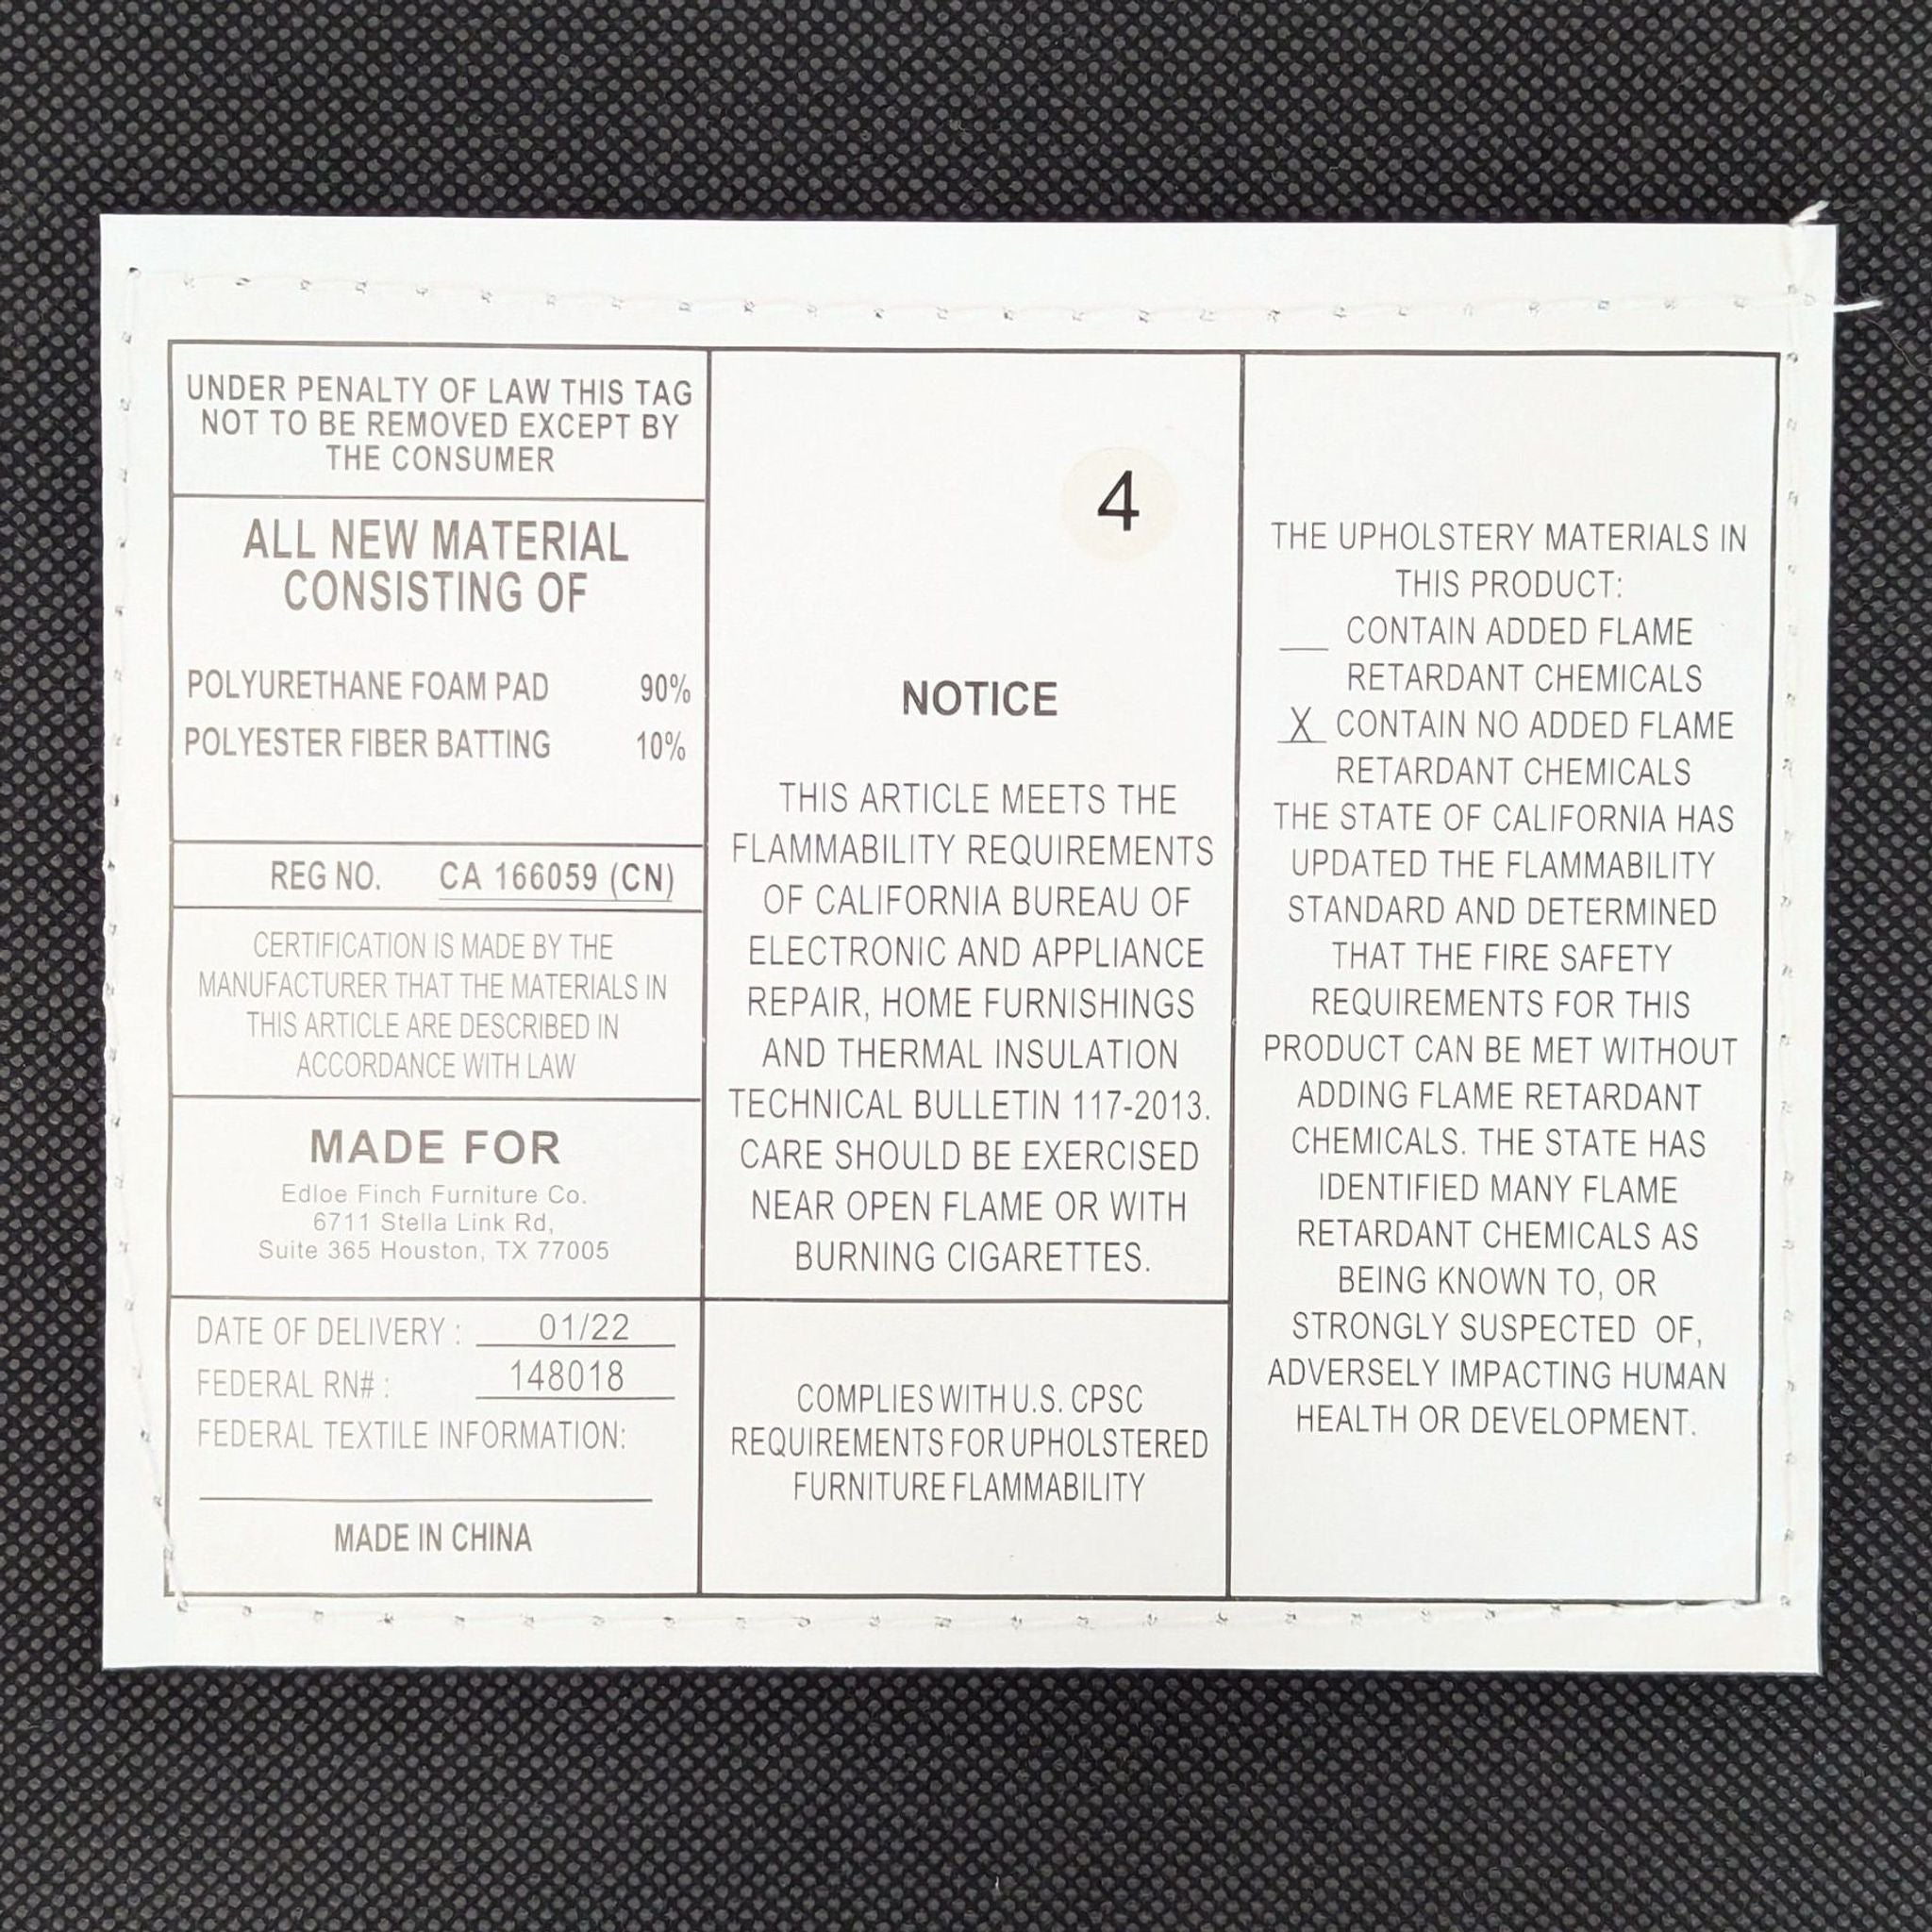 UNDER PENALTY OF LAW THIS TAG
NOT TO BE REMOVED EXCEPT BY
THE CONSUMER
ALL NEW MATERIAL
CONSISTING OF
POLYURETHANE FOAM PAD 90%
POLYESTER FIBER BATTING 10%
REG NO. CA 166059 (CN)
CERTIFICATION IS MADE BY THE
MANUFACTURER THAT THE MATERIALS IN
THIS ARTICLE ARE DESCRIBED IN
ACCORDANCE WITH LAW
MADE FOR
Edloe Finch Furniture Co.
6711 Stella Link Rd,
Suite 365 Houston, TX 77005
DATE OF DELIVERY : 01/22
FEDERAL RN# : 148018
FEDERAL TEXTILE INFORMATION:
MADE IN CHINA
4
NOTICE
THIS ARTICLE MEETS THE
FLAMMABILITY REQUIREMENTS
OF CALIFORNIA BUREAU OF
ELECTRONIC AND APPLIANCE
REPAIR, HOME FURNISHINGS
AND THERMAL INSULATION
TECHNICAL BULLETIN 117-2013.
CARE SHOULD BE EXERCISED
NEAR OPEN FLAME OR WITH
BURNING CIGARETTES.
COMPLIES WITH U.S. CPSC
REQUIREMENTS FOR UPHOLSTERED
FURNITURE FLAMMABILITY
THE UPHOLSTERY MATERIALS IN
THIS PRODUCT:
__ CONTAIN ADDED FLAME
RETARDANT CHEMICALS
X CONTAIN NO ADDED FLAME
RETARDANT CHEMICALS
THE STATE OF CALIFORNIA HAS
UPDATED THE FLAMMABILITY
STANDARD AND DETERMINED
THAT THE FIRE SAFETY
REQUIREMENTS FOR THIS
PRODUCT CAN BE MET WITHOUT
ADDING FLAME RETARDANT
CHEMICALS. THE STATE HAS
IDENTIFIED MANY FLAME
RETARDANT CHEMICALS AS
BEING KNOWN TO, OR
STRONGLY SUSPECTED OF,
ADVERSELY IMPACTING HUMAN
HEALTH OR DEVELOPMENT.